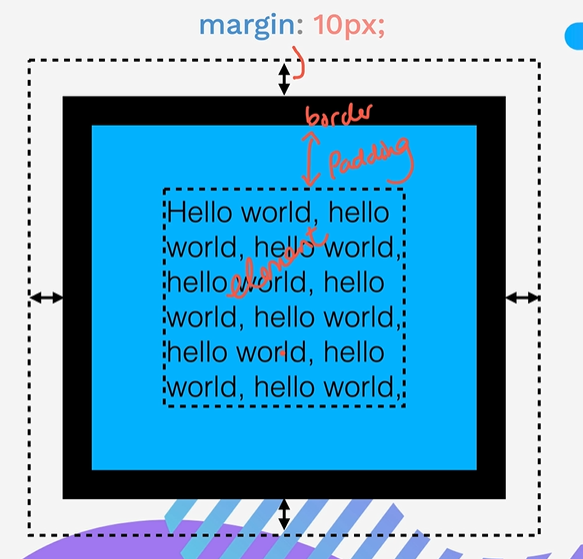 margin: 10px;
border
Padding
Hello world, hello
world, hello world,
hello world, hello
world, hello world,
hello world, hello
world, hello world,
element